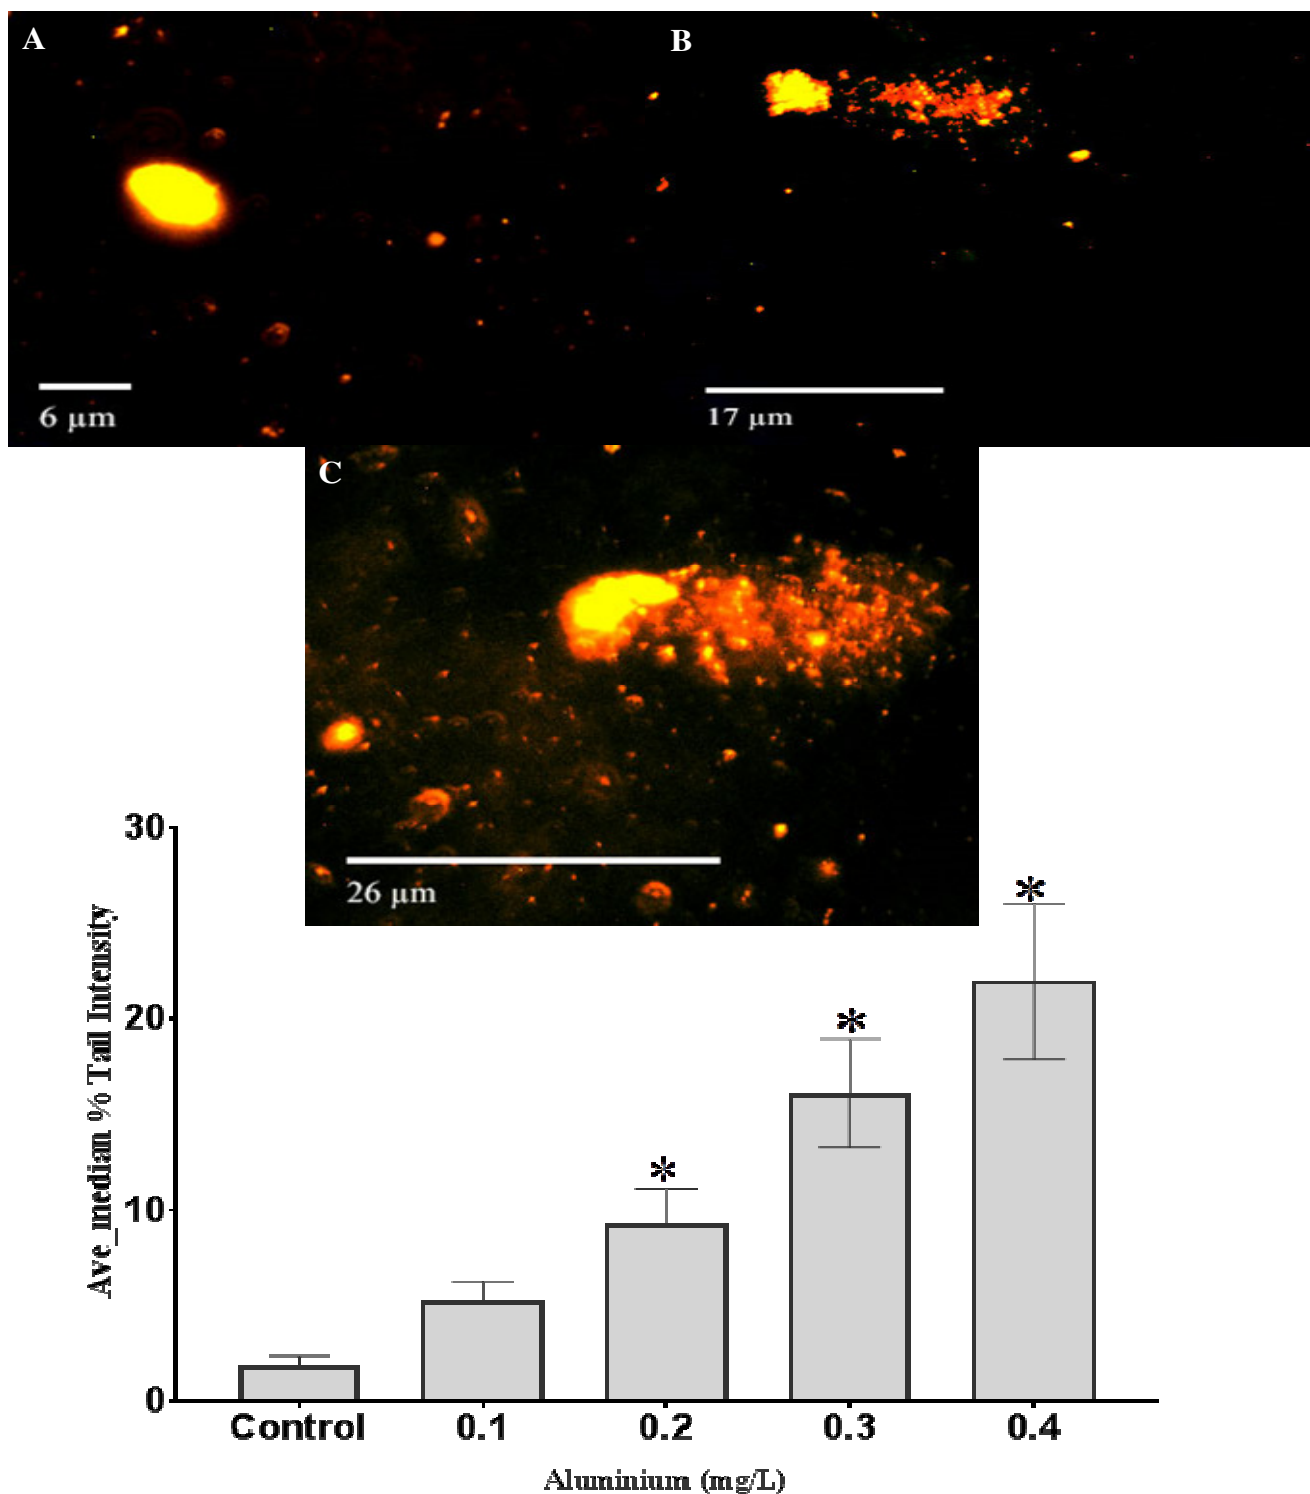 A
B
6 μm
17 μm
C
26 μm
30
20
10
0
Ave_median % Tail Intensity
*
*
*
Control 0.1 0.2 0.3 0.4
Aluminium (mg/L)